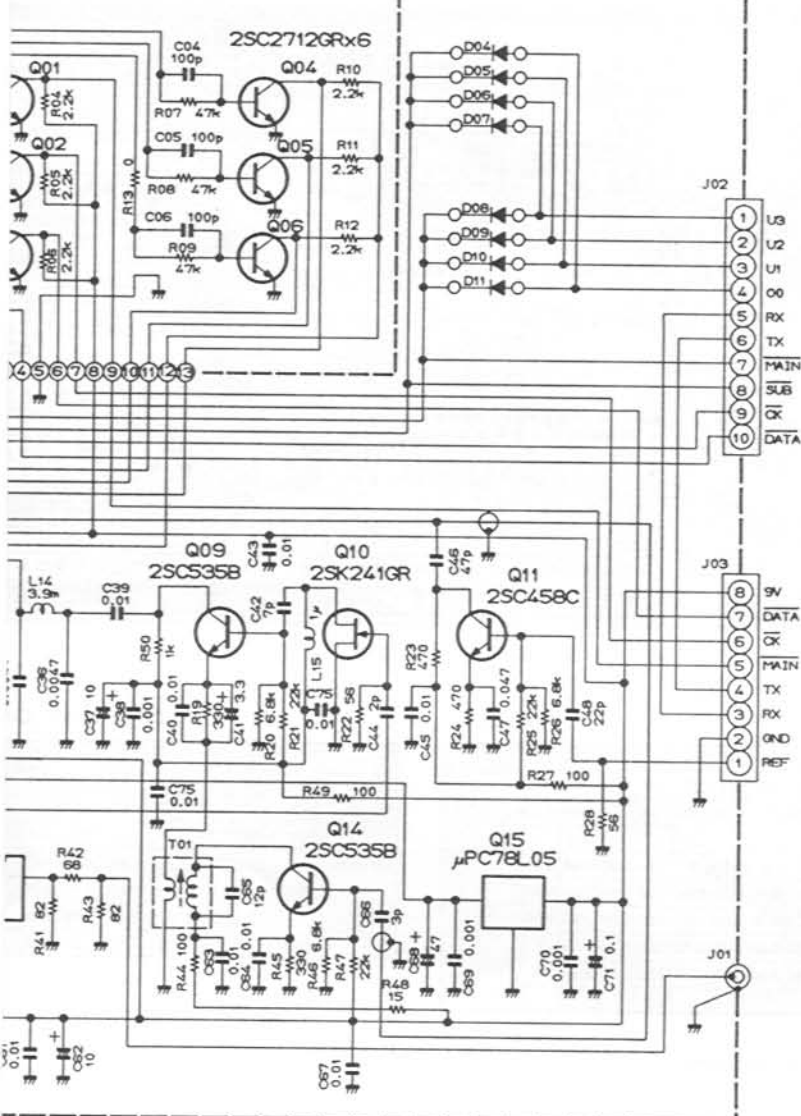 2SC2712GRx6
C04
100p
Q01
Q04
R10
2.2k
R04
2.2k
R07
47k
C05
100p
Q02
Q05
R11
2.2k
R05
2.2k
R08
47k
R13
0
C06
100p
Q06
R12
2.2k
R06
2.2k
R09
47k
D04
D05
D06
D07
D08
D09
D10
D11
J02
1
U3
2
U2
3
U1
4
5
RX
6
TX
7
MAIN
8
SUB
9
CK
10
DATA
4
5
6
7
8
9
10
11
12
13
L14
3.9m
C39
0.01
Q09
2SC535B
C43
0.01
Q10
2SK241GR
C46
47p
Q11
2SC458C
J03
8
9V
7
DATA
6
CK
5
MAIN
4
TX
3
RX
2
GND
1
REF
C36
0.0047
R50
1k
C42
7p
1μ
L15
R23
470
C37
10
+
C38
0.001
C40
0.01
R19
330
+
C41
3.3
R20
6.8k
R21
22k
C75
0.01
R22
56
C44
2p
C45
0.01
R24
470
C47
0.047
R25
22k
R26
6.8k
C48
22p
C75
0.01
R49
100
R27
100
R28
56
Q14
2SC535B
Q15
μPC78L05
T01
R42
68
R41
82
R43
82
C65
12p
C66
3p
R44
100
C63
0.01
C64
0.01
R45
330
R46
6.8k
R47
22k
R48
15
C68
+
47
C69
0.001
C70
0.001
+
C71
0.1
J01
0.01
+
C62
10
C67
0.01